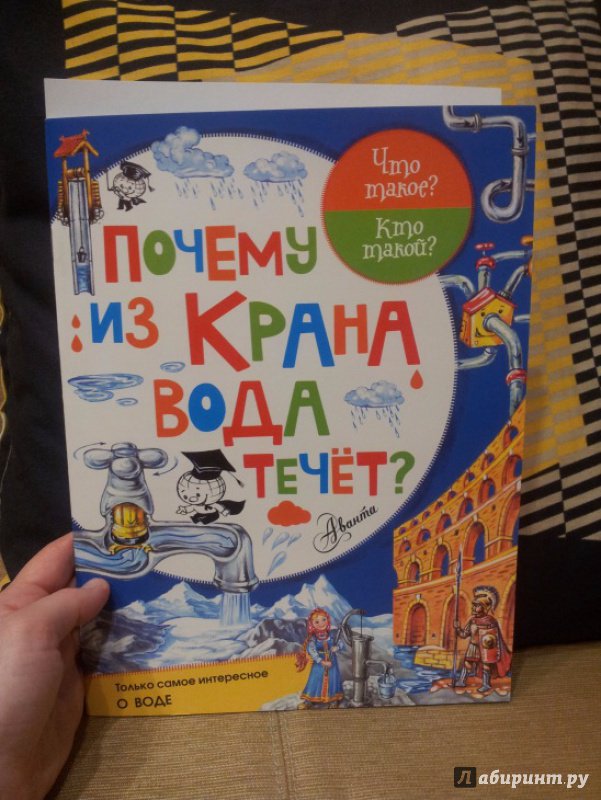 Что
такое?
Кто
такой?
Почему
из крана
вода
течёт?
Аванта
Только самое интересное
О ВОДЕ
Лабиринт.ру